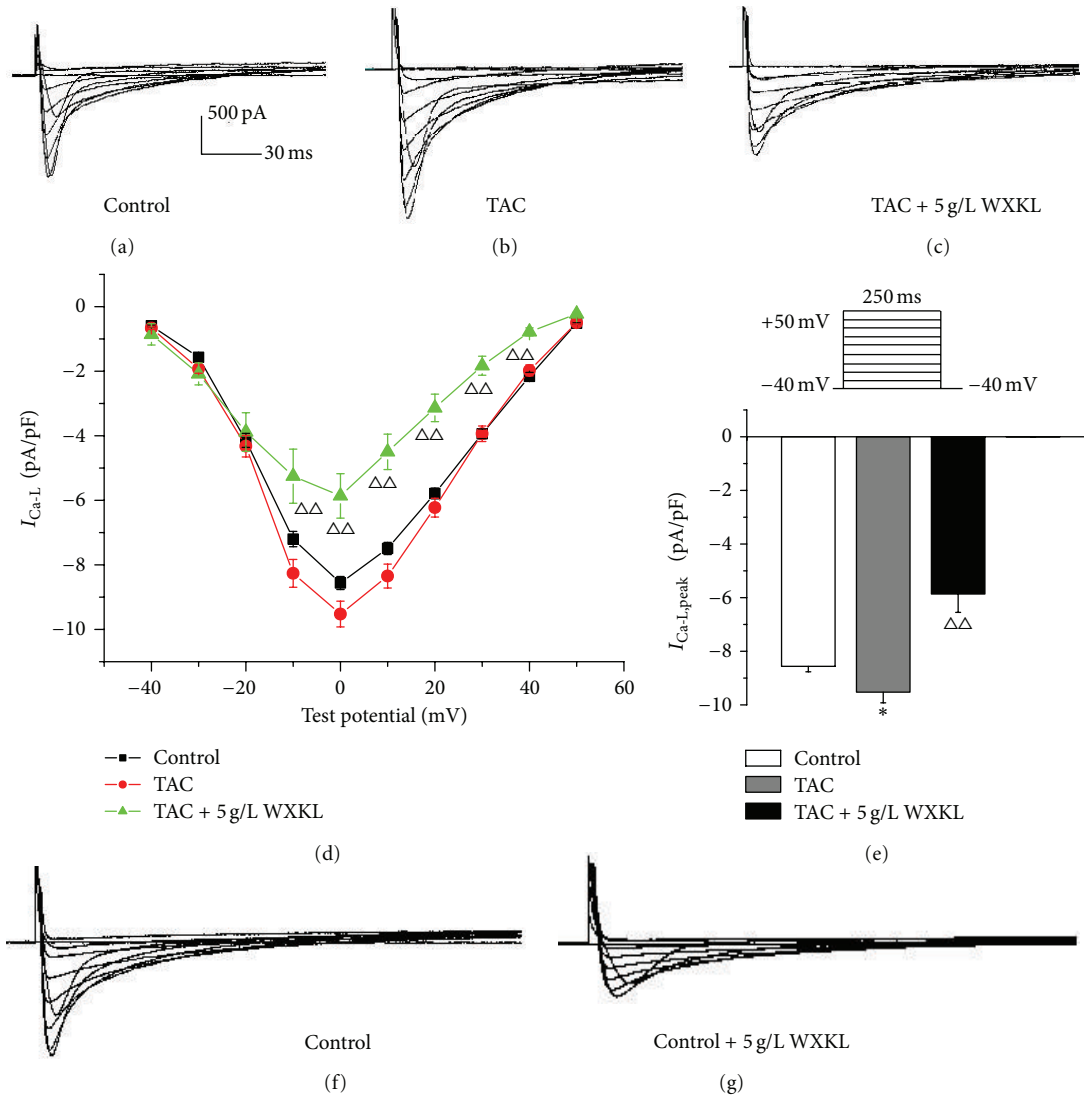 500 pA
30 ms
Control
TAC
TAC + 5 g/L WXKL
(a)
(b)
(c)
0
−2
−4
−6
−8
−10
I Ca-L (pA/pF)
△△
△△
△△
△△
△△
△△
−40
−20
0
20
40
60
Test potential (mV)
Control
TAC
TAC + 5 g/L WXKL
(d)
250 ms
+50 mV
−40 mV
−40 mV
0
−2
−4
−6
−8
−10
I Ca-L,peak (pA/pF)
*
△△
Control
TAC
TAC + 5 g/L WXKL
(e)
Control
Control + 5 g/L WXKL
(f)
(g)